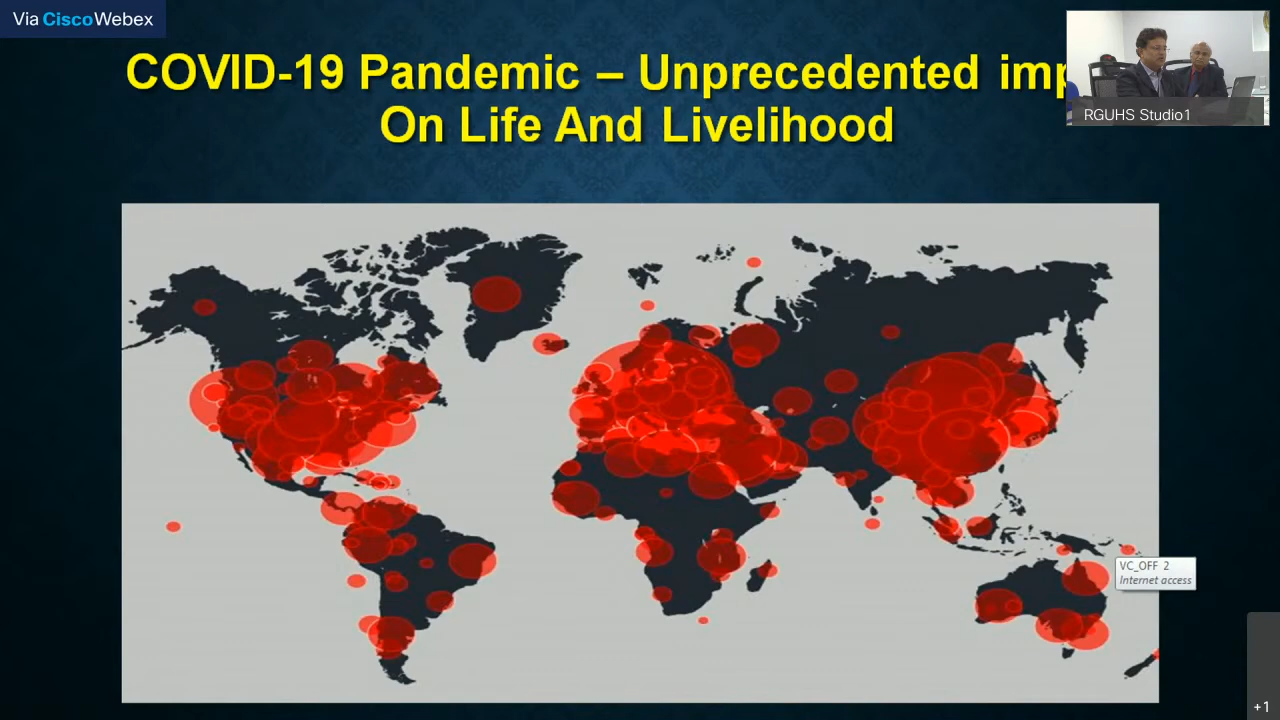 Via CiscoWebex
COVID-19 Pandemic – Unprecedented imp
On Life And Livelihood
RGUHS Studio1
VC_OFF 2
Internet access
+1